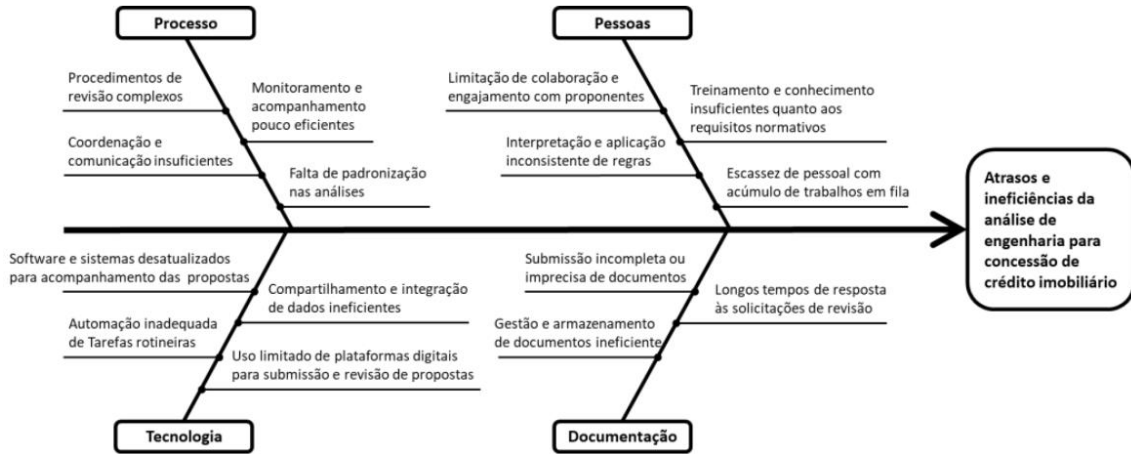 Processo
Pessoas
Procedimentos de
revisão complexos
Monitoramento e
acompanhamento
pouco eficientes
Coordenação e
comunicação insuficientes
Falta de padronização
nas análises
Limitação de colaboração e
engajamento com proponentes
Treinamento e conhecimento
insuficientes quanto aos
requisitos normativos
Interpretação e aplicação
inconsistente de regras
Escassez de pessoal com
acúmulo de trabalhos em fila
Atrasos e
ineficiências da
análise de
engenharia para
concessão de
crédito imobiliário
Software e sistemas desatualizados
para acompanhamento das propostas
Compartilhamento e integração
de dados ineficientes
Automação inadequada
de Tarefas rotineiras
Uso limitado de plataformas digitais
para submissão e revisão de propostas
Submissão incompleta ou
imprecisa de documentos
Longos tempos de resposta
às solicitações de revisão
Gestão e armazenamento
de documentos ineficiente
Tecnologia
Documentação